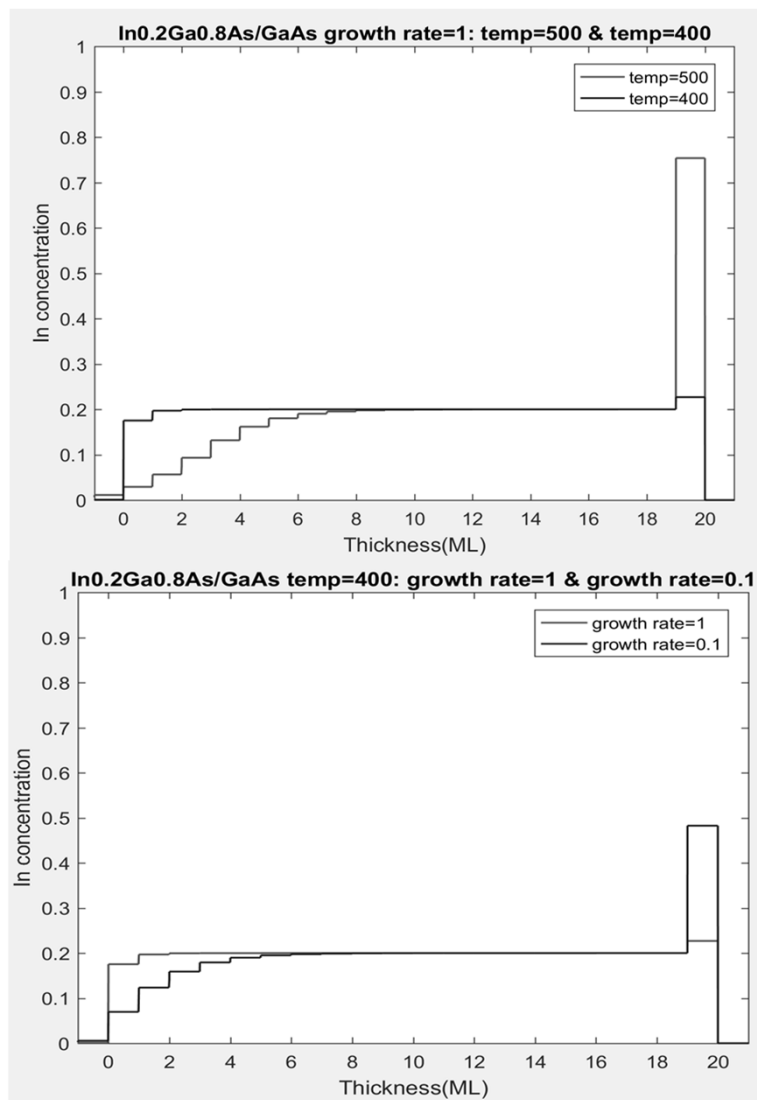 In0.2Ga0.8As/GaAs growth rate=1: temp=500 & temp=400
1
0.9
0.8
0.7
0.6
0.5
0.4
0.3
0.2
0.1
0
In concentration
temp=500
temp=400
0 2 4 6 8 10 12 14 16 18 20
Thickness(ML)
In0.2Ga0.8As/GaAs temp=400: growth rate=1 & growth rate=0.1
1
0.9
0.8
0.7
0.6
0.5
0.4
0.3
0.2
0.1
0
In concentration
growth rate=1
growth rate=0.1
0 2 4 6 8 10 12 14 16 18 20
Thickness(ML)